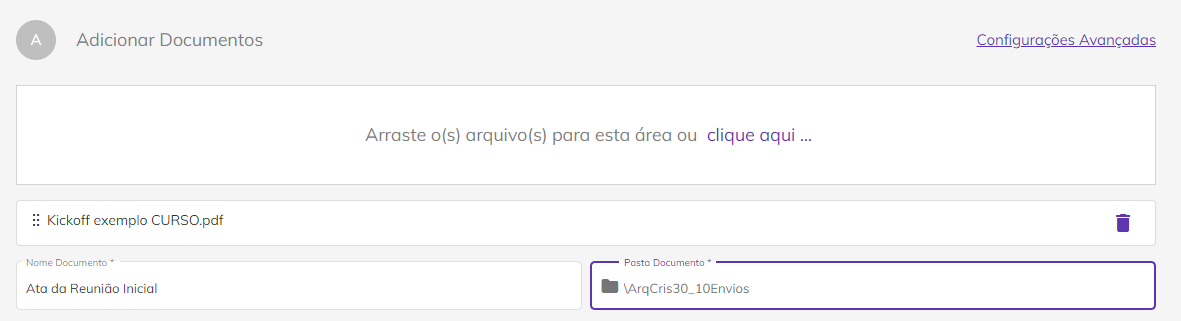 A
Adicionar Documentos
Configurações Avançadas
Arraste o(s) arquivo(s) para esta área ou clique aqui ...
Kickoff exemplo CURSO.pdf
Nome Documento *
Ata da Reunião Inicial
Pasta Documento *
\ArqCris30_10Envios